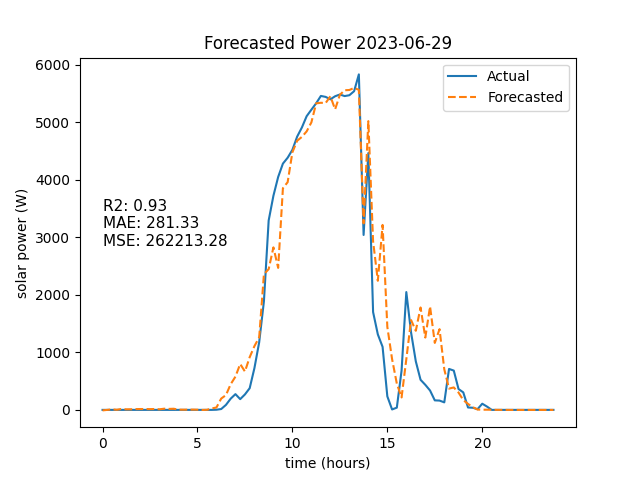 Forecasted Power 2023-06-29
6000
5000
4000
3000
2000
1000
0
solar power (W)
Actual
Forecasted
R2: 0.93
MAE: 281.33
MSE: 262213.28
0 5 10 15 20
time (hours)